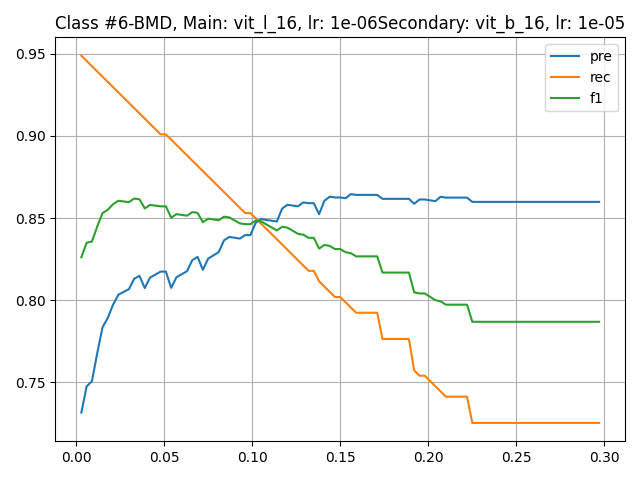 Class #6-BMD, Main: vit_l_16, lr: 1e-06Secondary: vit_b_16, lr: 1e-05
0.95
0.90
0.85
0.80
0.75
pre
rec
f1
0.00 0.05 0.10 0.15 0.20 0.25 0.30